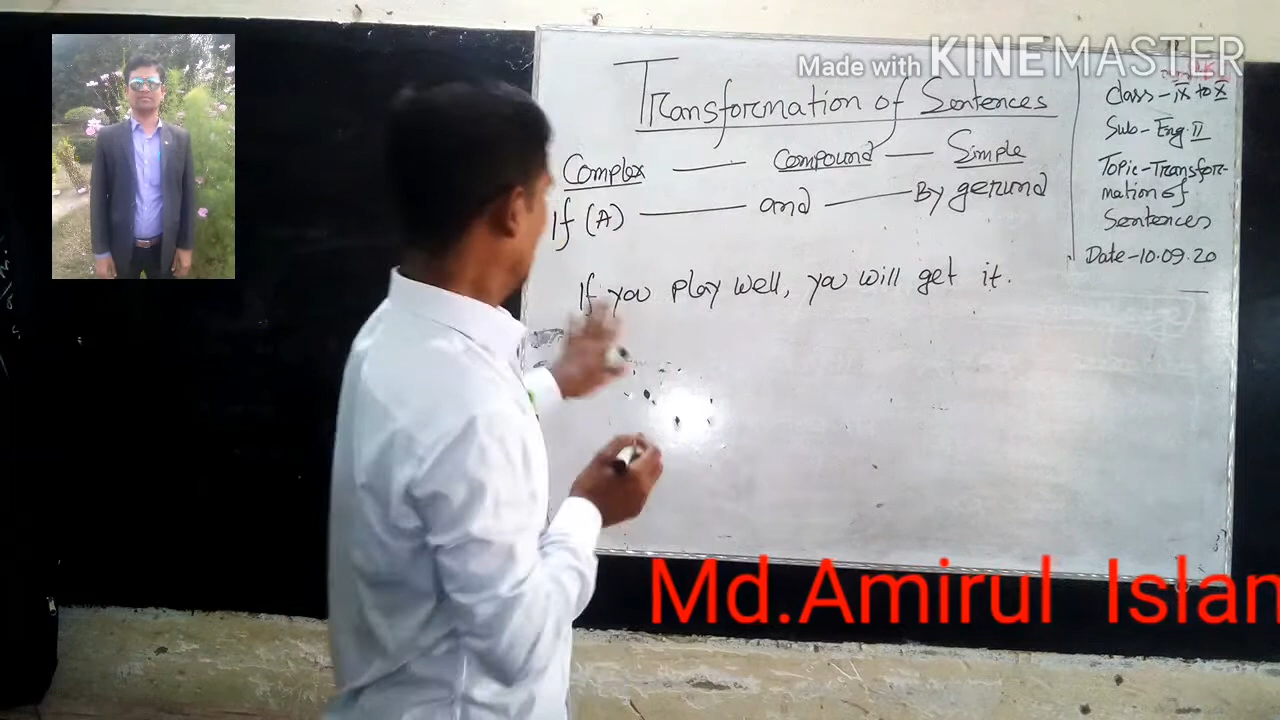 Made with KINEMASTER
Transformation of Sentences
Complex — Compound — Simple
If (A) — and — By gerund
If you play well, you will get it.
Class - IX to X
Sub - Eng. II
Topic - Transfor-
mation of
Sentences
Date - 10.09.20
Md.Amirul Islam